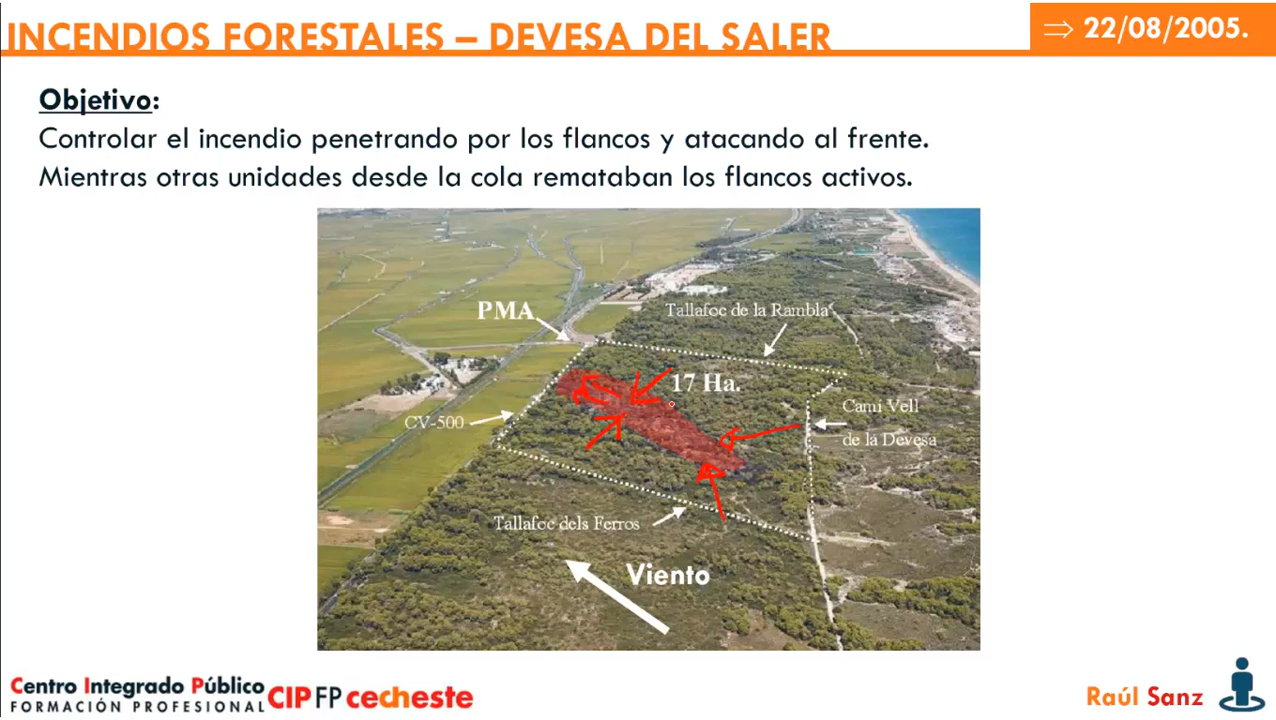 INCENDIOS FORESTALES – DEVESA DEL SALER
⇒ 22/08/2005.
Objetivo:
Controlar el incendio penetrando por los flancos y atacando al frente.
Mientras otras unidades desde la cola remataban los flancos activos.
PMA
Tallafoc de la Rambla
17 Ha.
CV-500
Cami Vell
de la Devesa
Tallafoc dels Ferros
Viento
Centro Integrado Público
FORMACIÓN PROFESIONAL
CIPFP cecheste
Raúl Sanz